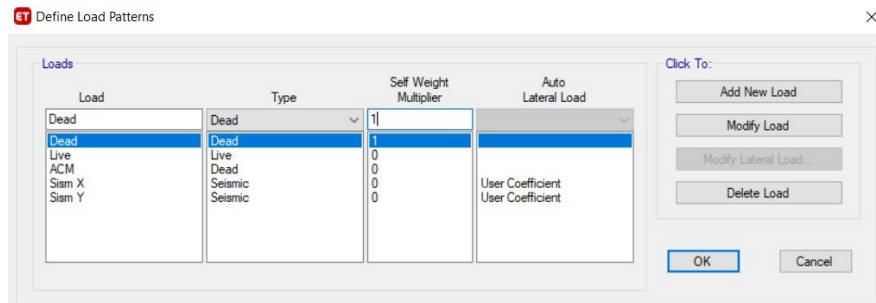 ET Define Load Patterns
Loads
Click To:
Load Type Self Weight Multiplier Auto Lateral Load
Dead Dead 1
Dead Dead 1
Live Live 0
ACM Dead 0
Sism X Seismic 0 User Coefficient
Sism Y Seismic 0 User Coefficient
Add New Load
Modify Load
Modify Lateral Load...
Delete Load
OK Cancel